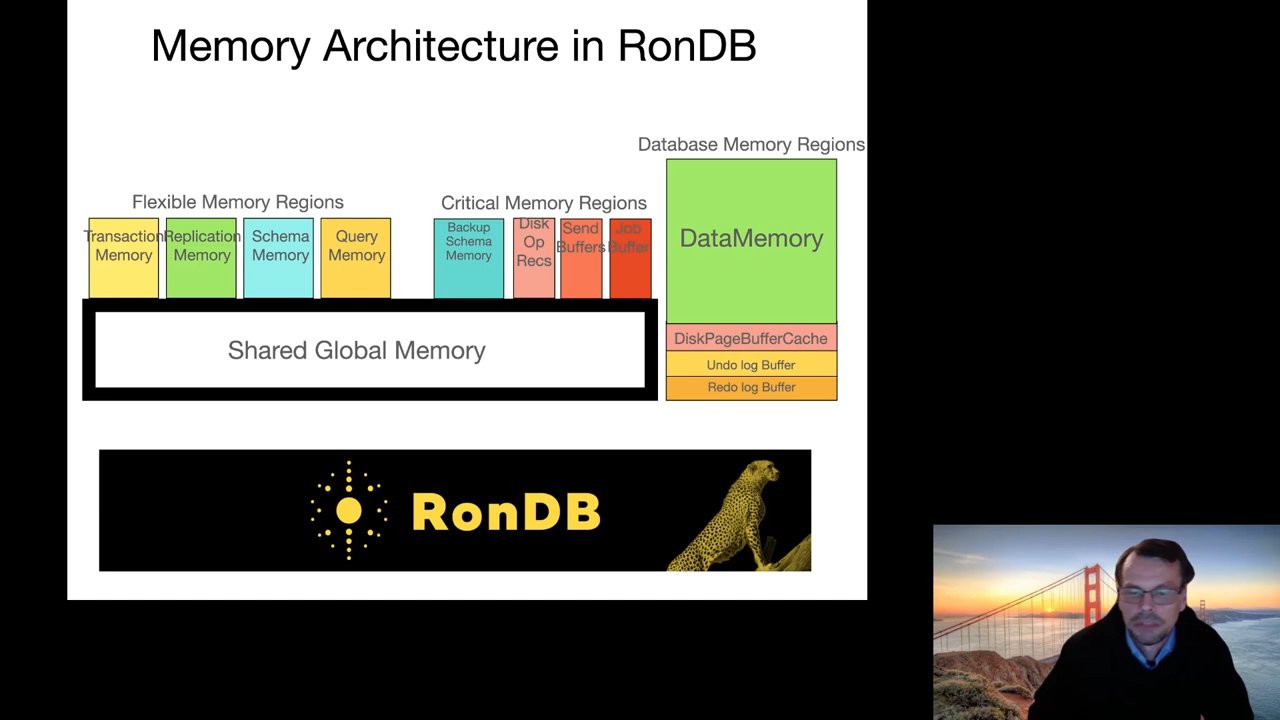 Memory Architecture in RonDB
Database Memory Regions
Flexible Memory Regions
Critical Memory Regions
Transaction
Memory
Replication
Memory
Schema
Memory
Query
Memory
Backup
Schema
Memory
Disk
Op
Recs
Send
Buffers
Job
Buffer
DataMemory
DiskPageBufferCache
Undo log Buffer
Redo log Buffer
Shared Global Memory
RonDB